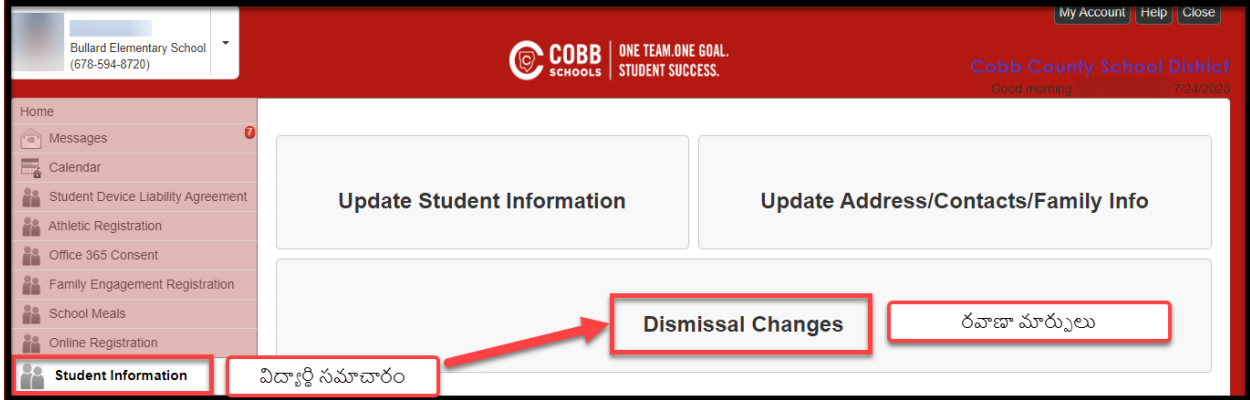 My Account Help Close
Bullard Elementary School
(678-594-8720)
COBB
SCHOOLS
ONE TEAM.ONE GOAL.
STUDENT SUCCESS.
Cobb County School District
Good morning, 7/24/2023
Home
Messages 7
Calendar
Student Device Liability Agreement
Athletic Registration
Office 365 Consent
Family Engagement Registration
School Meals
Online Registration
Student Information
విద్యార్థి సమాచారం
Update Student Information
Update Address/Contacts/Family Info
Dismissal Changes
రవాణా మార్పులు